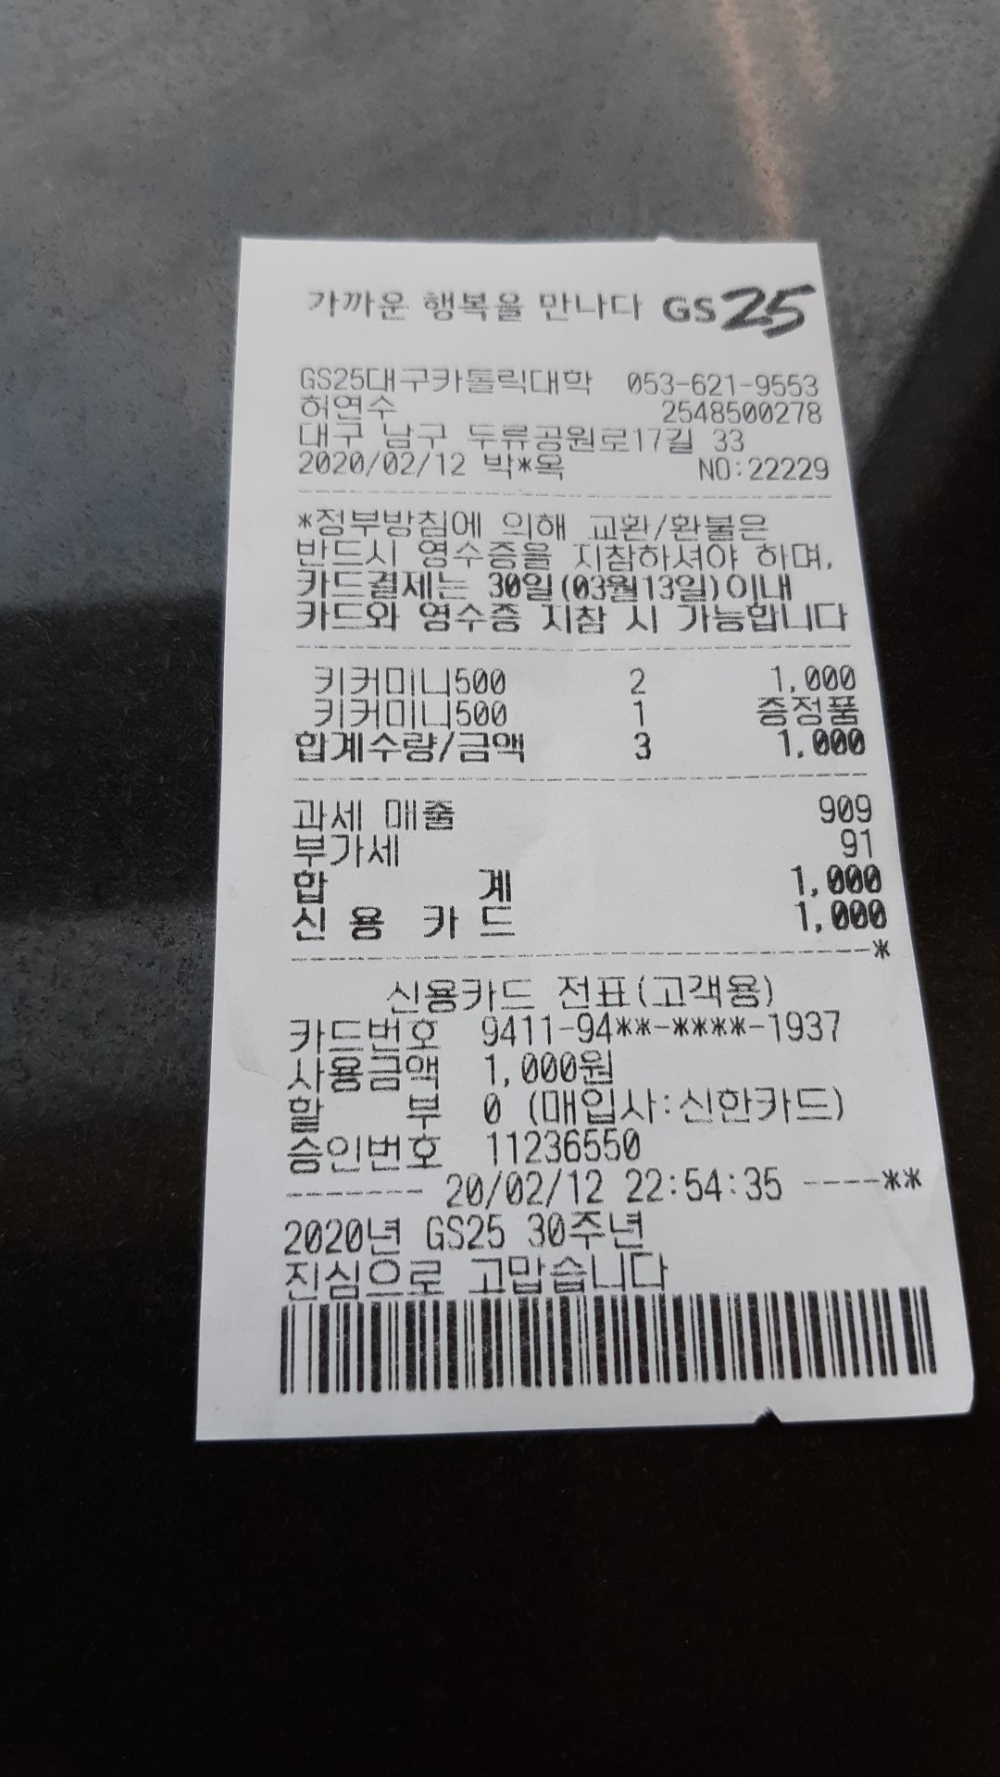 가까운 행복을 만나다 GS25
GS25대구카톨릭대학 053-621-9553
허연수 2548500278
대구 남구 두류공원로17길 33
2020/02/12 박*옥 NO:22229
*정부방침에 의해 교환/환불은
반드시 영수증을 지참하셔야 하며,
카드결제는 30일(03월13일)이내
카드와 영수증 지참 시 가능합니다
키커미니500 2 1,000
키커미니500 1 증정품
합계수량/금액 3 1,000
과세 매출 909
부가세 91
합 계 1,000
신 용 카 드 1,000
*
신용카드 전표(고객용)
카드번호 9411-94**-****-1937
사용금액 1,000원
할 부 0 (매입사:신한카드)
승인번호 11236550
------- 20/02/12 22:54:35 ----**
2020년 GS25 30주년
진심으로 고맙습니다